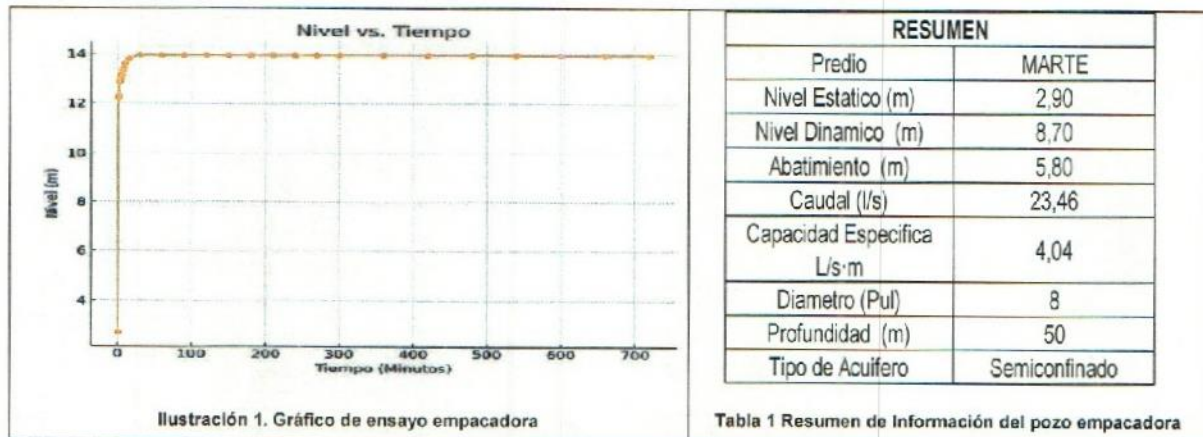 Nivel vs. Tiempo
14
12
10
8
6
4
Nivel (m)
0 100 200 300 400 500 600 700
Tiempo (Minutos)
Ilustración 1. Gráfico de ensayo empacadora
RESUMEN
Predio MARTE
Nivel Estatico (m) 2,90
Nivel Dinamico (m) 8,70
Abatimiento (m) 5,80
Caudal (l/s) 23,46
Capacidad Especifica
L/s·m 4,04
Diametro (Pul) 8
Profundidad (m) 50
Tipo de Acuifero Semiconfinado
Tabla 1 Resumen de Información del pozo empacadora